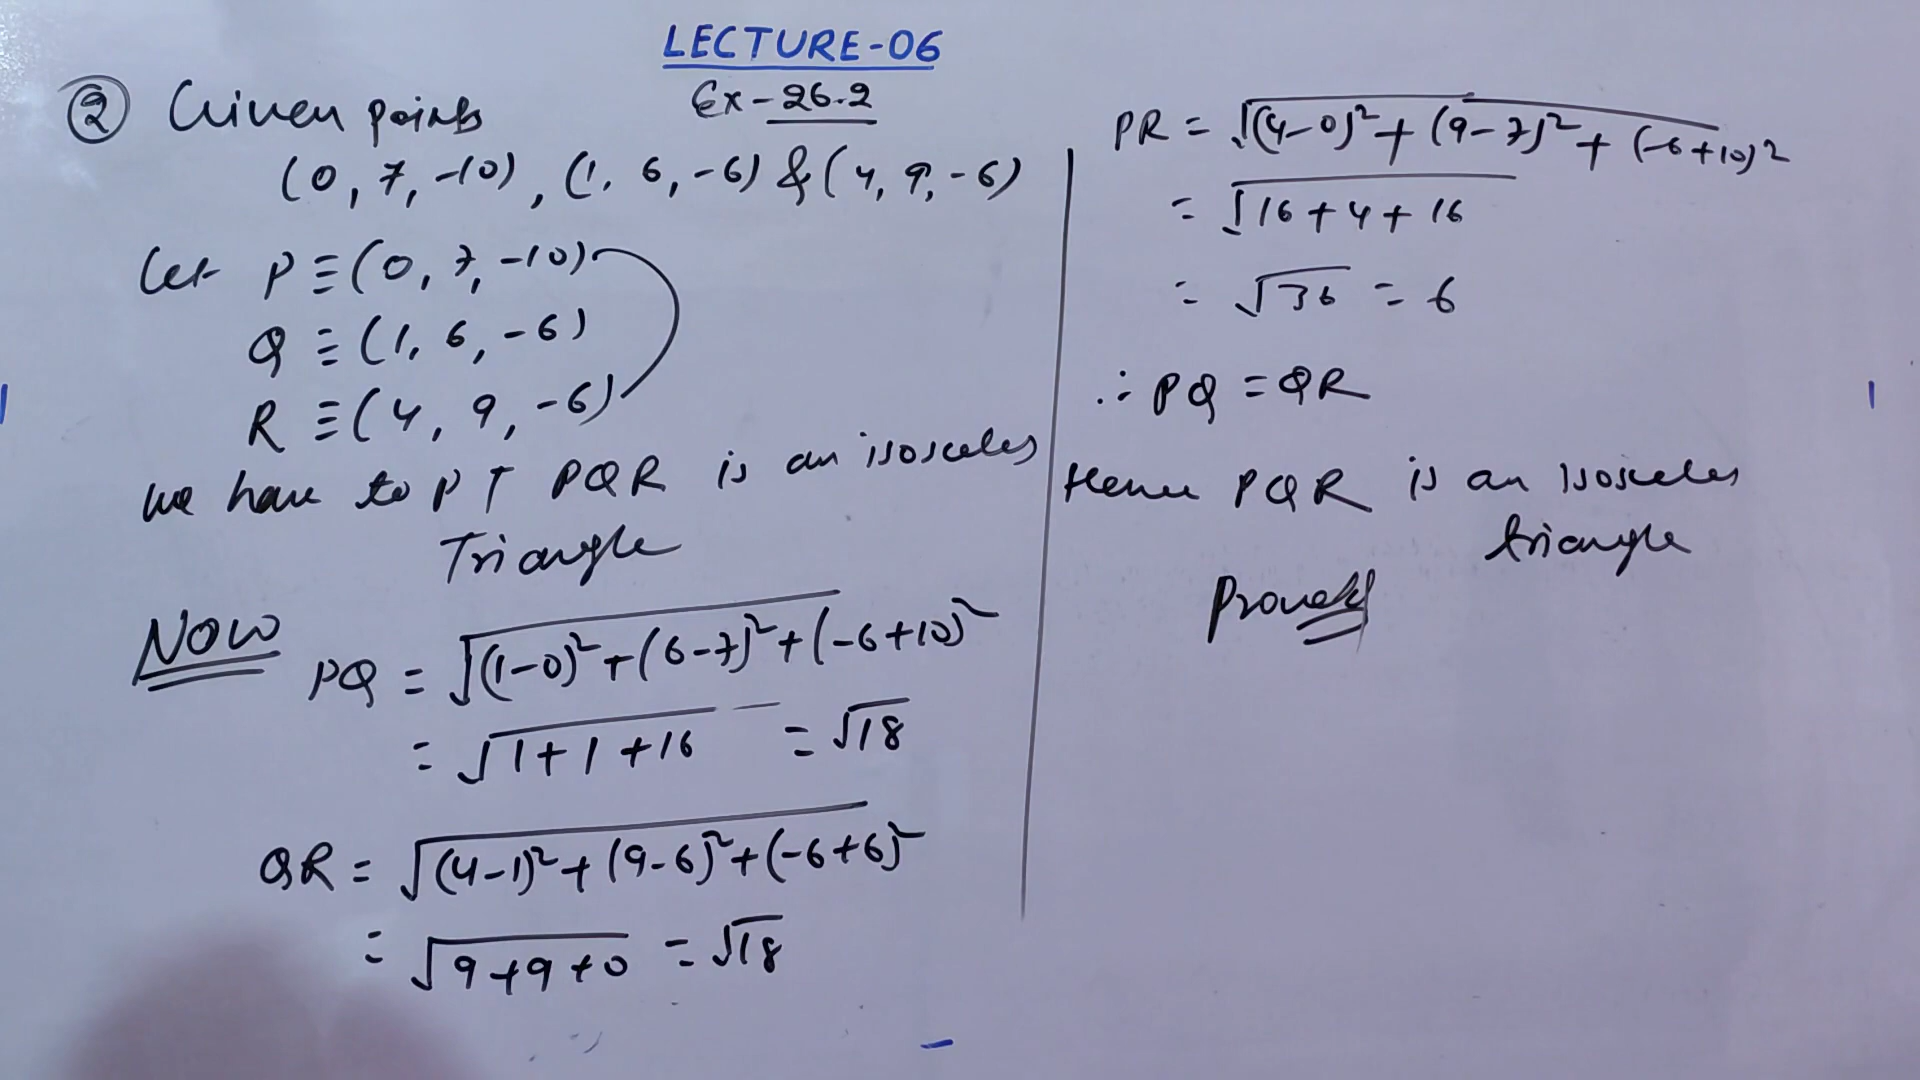 LECTURE-06
Ex-26.2
② Given points
(0, 7, -10), (1, 6, -6) & (4, 9, -6)
Let P ≡ (0, 7, -10)
Q ≡ (1, 6, -6)
R ≡ (4, 9, -6)
we have to P T PQR is an isosceles
Triangle
NOW
PQ = √((1-0)² + (6-7)² + (-6+10)²
= √(1+1+16) = √18
QR = √((4-1)² + (9-6)² + (-6+6)²
= √(9+9+0) = √18
PR = √((4-0)² + (9-7)² + (-6+10)²
= √(16+4+16)
= √36 = 6
∴ PQ = QR
Hence PQR is an isosceles
triangle
Proved